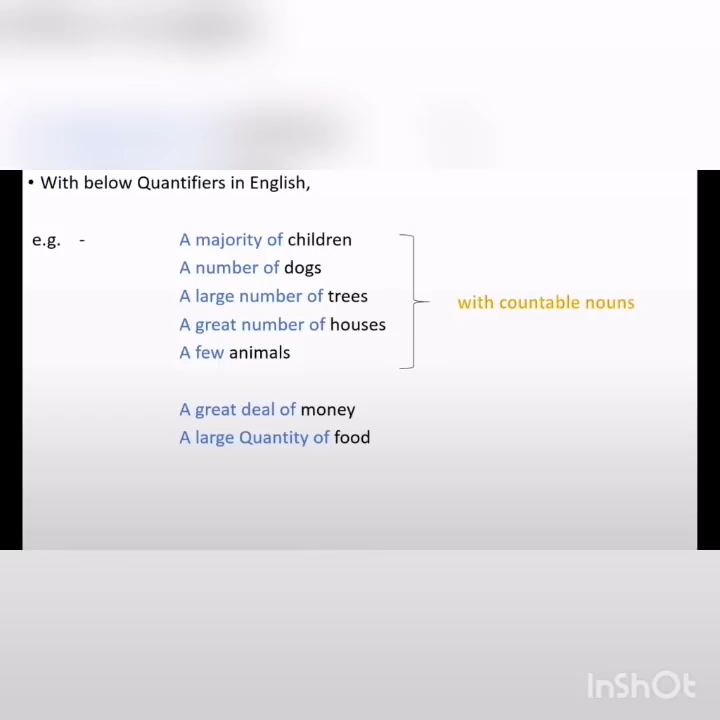 • With below Quantifiers in English,
e.g. - A majority of children
A number of dogs
A large number of trees
with countable nouns
A great number of houses
A few animals
A great deal of money
A large Quantity of food
InShOt